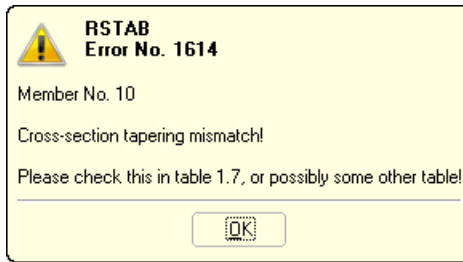 RSTAB
Error No. 1614
Member No. 10
Cross-section tapering mismatch!
Please check this in table 1.7, or possibly some other table!
OK